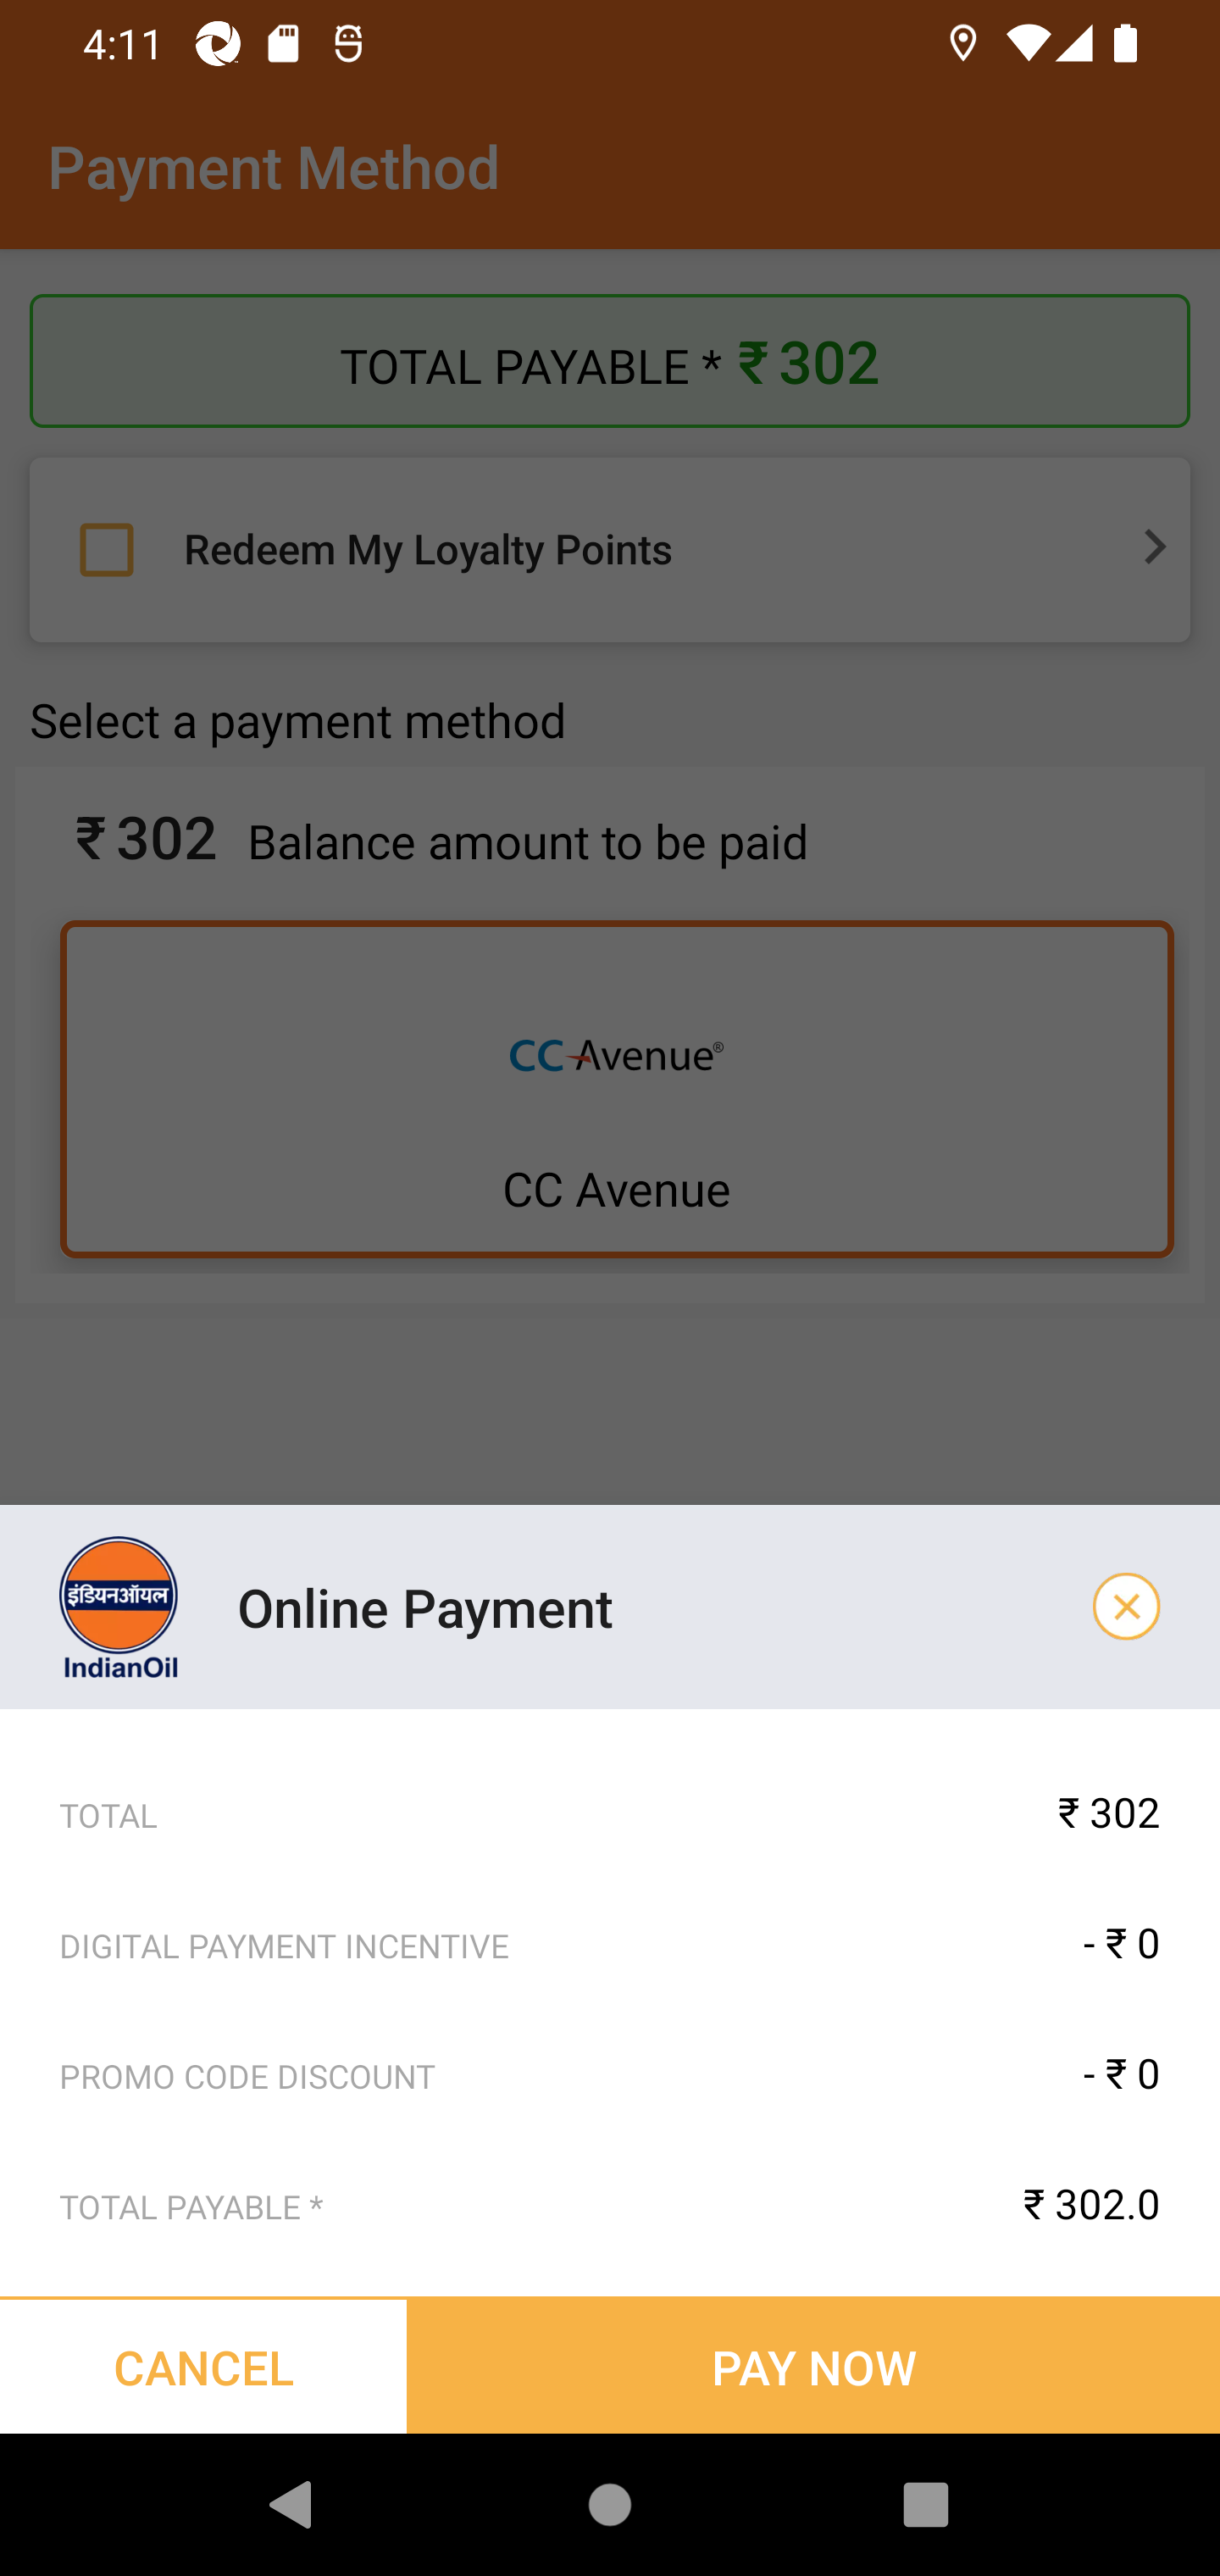 4:11
Payment Method
TOTAL PAYABLE * ₹ 302
Redeem My Loyalty Points
Select a payment method
₹ 302 Balance amount to be paid
CC Avenue®
CC Avenue
इंडियनऑयल
IndianOil
Online Payment
TOTAL ₹ 302
DIGITAL PAYMENT INCENTIVE - ₹ 0
PROMO CODE DISCOUNT - ₹ 0
TOTAL PAYABLE * ₹ 302.0
CANCEL PAY NOW